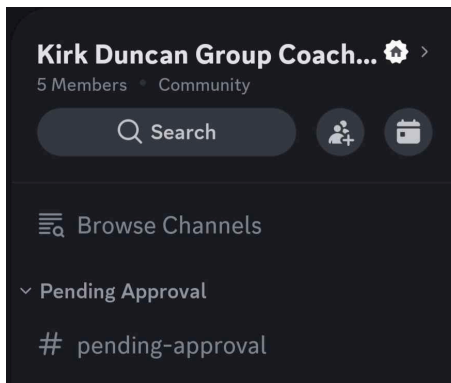 Kirk Duncan Group Coach...
5 Members • Community
Search
Browse Channels
Pending Approval
# pending-approval